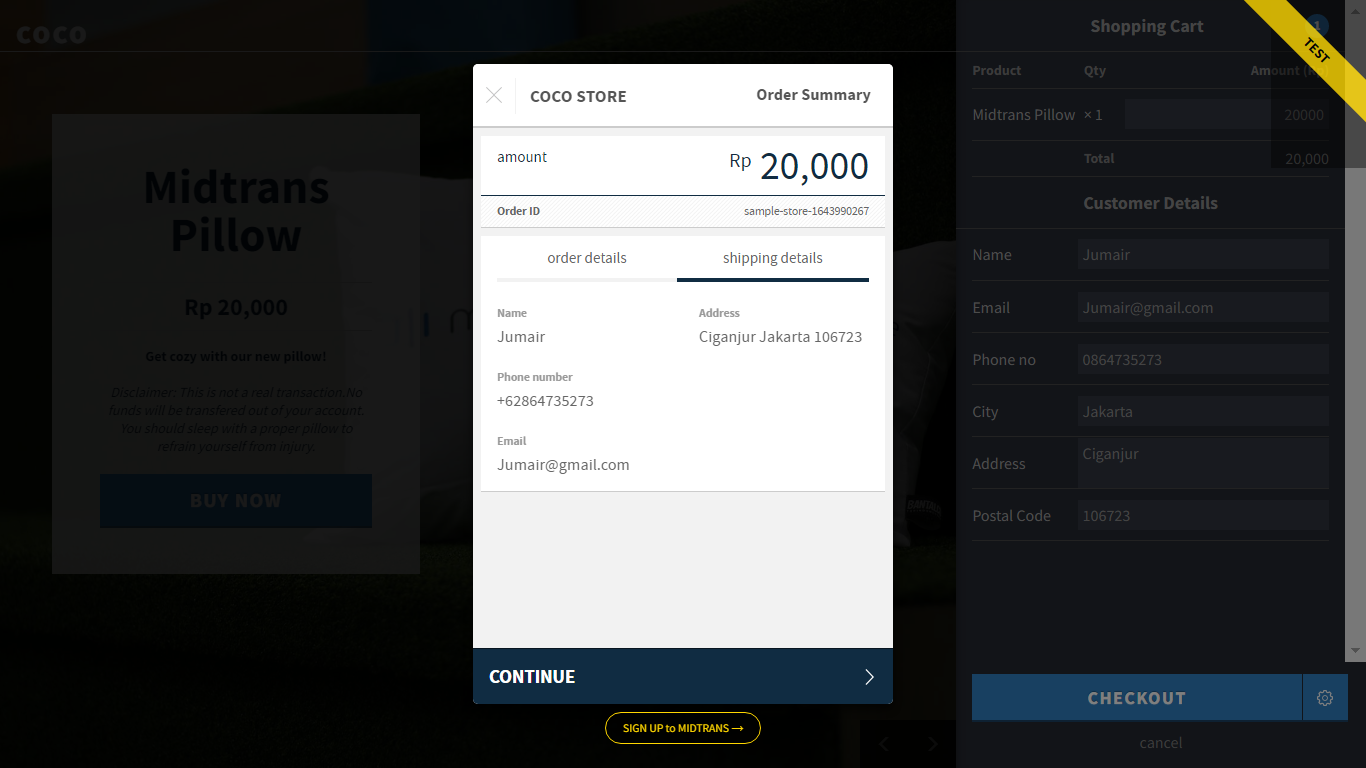 coco
Midtrans
Pillow
Rp 20,000
Get cozy with our new pillow!
Disclaimer: This is not a real transaction.No
funds will be transfered out of your account.
You should sleep with a proper pillow to
refrain yourself from injury.
BUY NOW
COCO STORE
Order Summary
amount
Rp 20,000
Order ID
sample-store-1643990267
order details
shipping details
Name
Jumair
Address
Ciganjur Jakarta 106723
Phone number
+62864735273
Email
Jumair@gmail.com
CONTINUE
SIGN UP to MIDTRANS →
Shopping Cart
1
TEST
Product Qty Amount
Midtrans Pillow × 1 20000
Total 20,000
Customer Details
Name Jumair
Email Jumair@gmail.com
Phone no 0864735273
City Jakarta
Address Ciganjur
Postal Code 106723
CHECKOUT
cancel